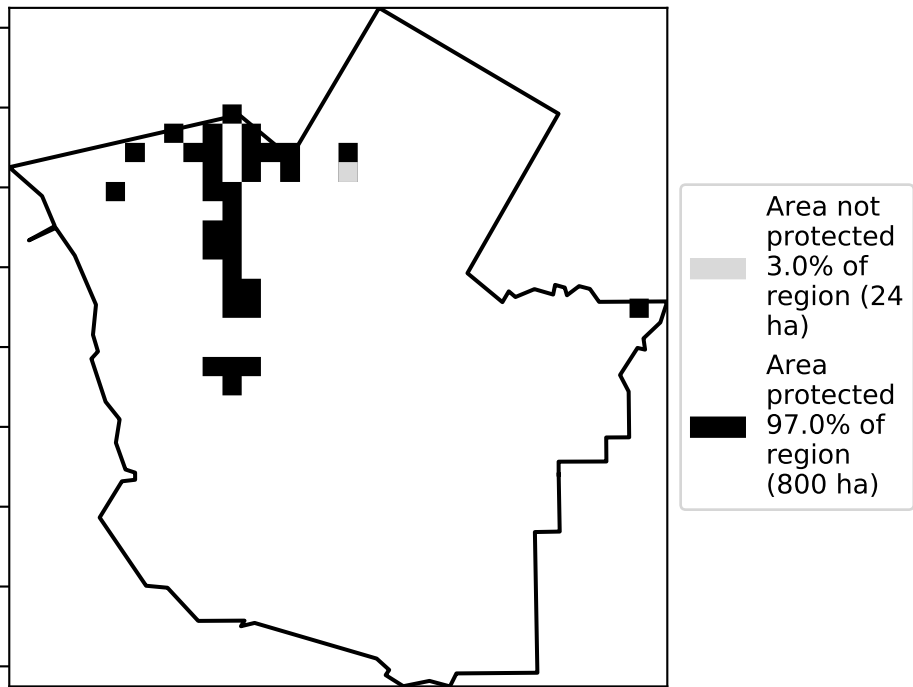 Area not
protected
3.0% of
region (24
ha)
Area
protected
97.0% of
region
(800 ha)